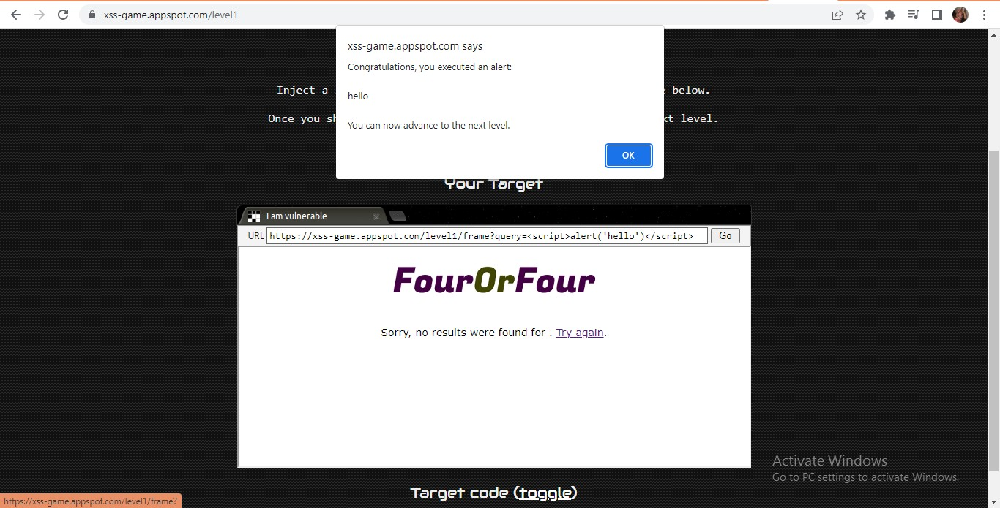 xss-game.appspot.com/level1
xss-game.appspot.com says
Congratulations, you executed an alert:
hello
You can now advance to the next level.
OK
Inject a
below.
Once you
level.
Your Target
I am vulnerable
URL https://xss-game.appspot.com/level1/frame?query=<script>alert('hello')</script> Go
FourOrFour
Sorry, no results were found for . Try again.
Activate Windows
Go to PC settings to activate Windows.
Target code (toggle)
https://xss-game.appspot.com/level1/frame?